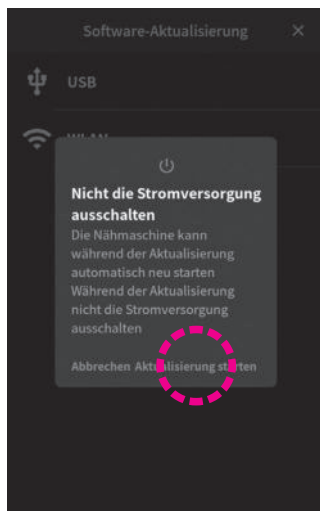 Software-Aktualisierung
USB
WLAN
Nicht die Stromversorgung
ausschalten
Die Nähmaschine kann
während der Aktualisierung
automatisch neu starten
Während der Aktualisierung
nicht die Stromversorgung
ausschalten
Abbrechen Aktualisierung starten